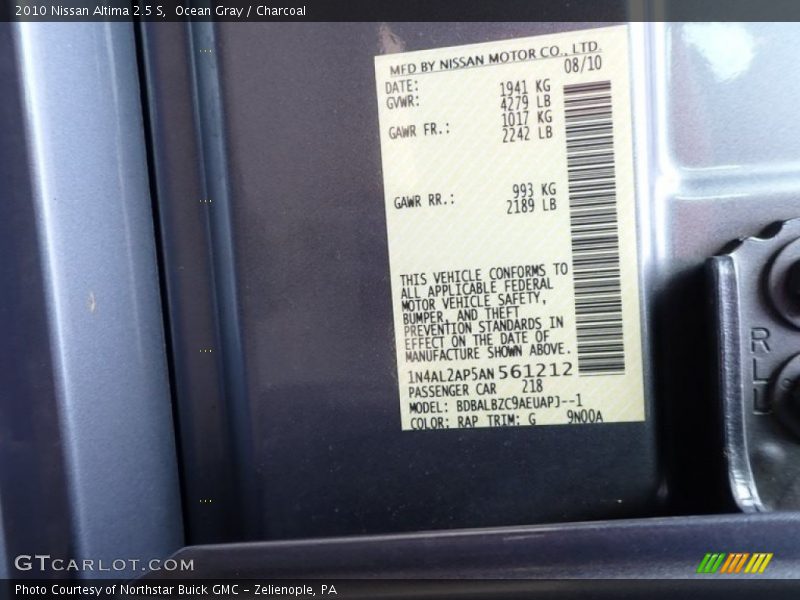 2010 Nissan Altima 2.5 S,  Ocean Gray / Charcoal
MFD BY NISSAN MOTOR CO., LTD.
DATE: 08/10
GVWR: 1941 KG
4279 LB
GAWR FR.: 1017 KG
2242 LB
GAWR RR.: 993 KG
2189 LB
THIS VEHICLE CONFORMS TO
ALL APPLICABLE FEDERAL
MOTOR VEHICLE SAFETY,
BUMPER, AND THEFT
PREVENTION STANDARDS IN
EFFECT ON THE DATE OF
MANUFACTURE SHOWN ABOVE.
1N4AL2AP5AN 561212
PASSENGER CAR 218
MODEL: BDBALBZC9AEUAPJ--1
COLOR: RAP TRIM: G 9N00A
GTCARLOT.COM
Photo Courtesy of Northstar Buick GMC – Zelienople, PA